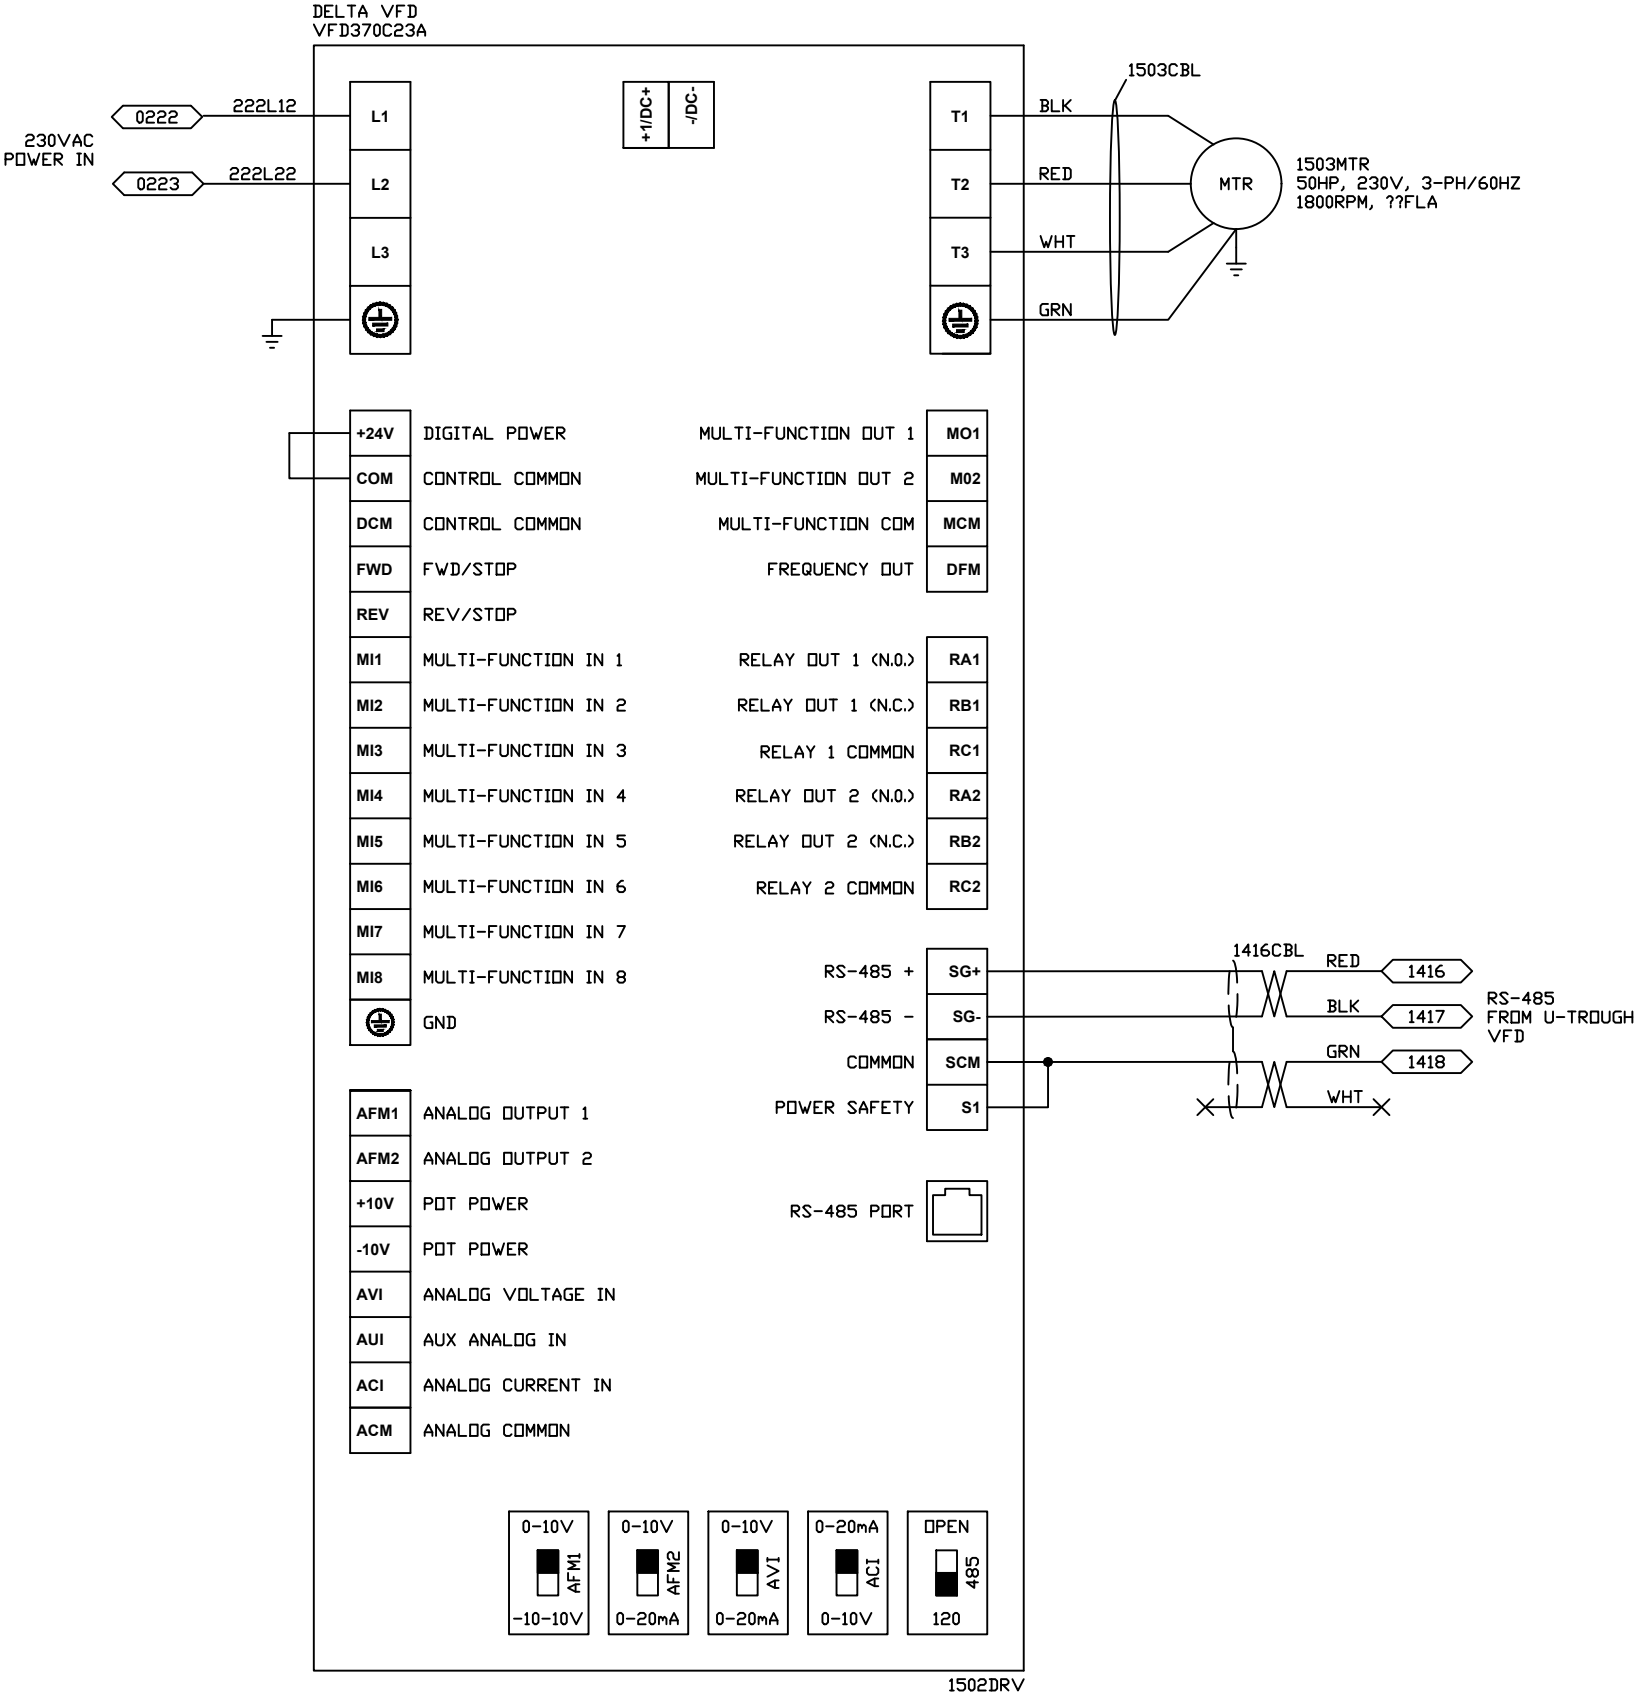 DELTA VFD
VFD370C23A
1503CBL
0222
222L12
L1
+1/DC+
-/DC-
T1
BLK
230VAC
POWER IN
0223
222L22
L2
T2
RED
MTR
1503MTR
50HP, 230V, 3-PH/60HZ
1800RPM, ??FLA
L3
T3
WHT
GRN
+24V
DIGITAL POWER
COM
CONTROL COMMON
DCM
CONTROL COMMON
FWD
FWD/STOP
REV
REV/STOP
MI1
MULTI-FUNCTION IN 1
MI2
MULTI-FUNCTION IN 2
MI3
MULTI-FUNCTION IN 3
MI4
MULTI-FUNCTION IN 4
MI5
MULTI-FUNCTION IN 5
MI6
MULTI-FUNCTION IN 6
MI7
MULTI-FUNCTION IN 7
MI8
MULTI-FUNCTION IN 8
GND
MULTI-FUNCTION OUT 1
MO1
MULTI-FUNCTION OUT 2
M02
MULTI-FUNCTION COM
MCM
FREQUENCY OUT
DFM
RELAY OUT 1 (N.O.)
RA1
RELAY OUT 1 (N.C.)
RB1
RELAY 1 COMMON
RC1
RELAY OUT 2 (N.O.)
RA2
RELAY OUT 2 (N.C.)
RB2
RELAY 2 COMMON
RC2
RS-485 +
SG+
RS-485 -
SG-
COMMON
SCM
POWER SAFETY
S1
1416CBL
RED
1416
BLK
1417
GRN
1418
WHT
RS-485
FROM U-TROUGH
VFD
RS-485 PORT
AFM1
ANALOG OUTPUT 1
AFM2
ANALOG OUTPUT 2
+10V
POT POWER
-10V
POT POWER
AVI
ANALOG VOLTAGE IN
AUI
AUX ANALOG IN
ACI
ANALOG CURRENT IN
ACM
ANALOG COMMON
0-10V
AFM1
-10-10V
0-10V
AFM2
0-20mA
0-10V
AVI
0-20mA
0-20mA
ACI
0-10V
OPEN
485
120
1502DRV